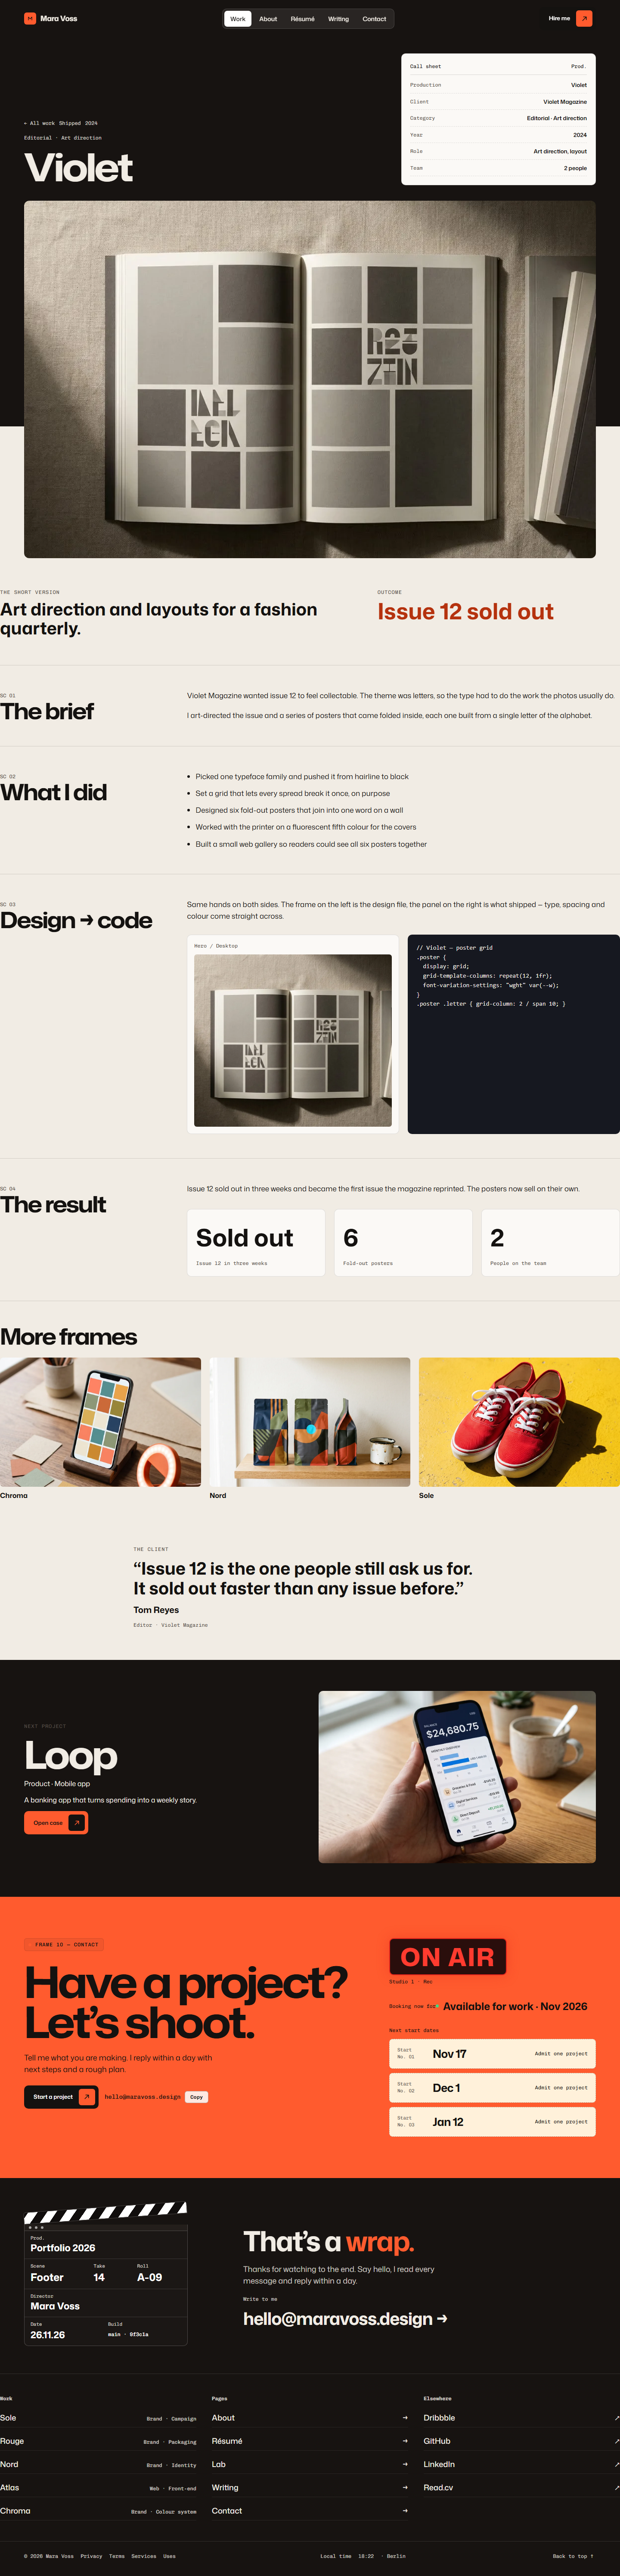 M Mara Voss
Work About Résumé Writing Contact
Hire me
Call sheet Prod.
Production Violet
Client Violet Magazine
Category Editorial · Art direction
Year 2024
Role Art direction, layout
Team 2 people
← All work Shipped 2024
Editorial · Art direction
Violet
THE SHORT VERSION
Art direction and layouts for a fashion
quarterly.
OUTCOME
Issue 12 sold out
SC 01
The brief
Violet Magazine wanted issue 12 to feel collectable. The theme was letters, so the type had to do the work the photos usually do.
I art-directed the issue and a series of posters that came folded inside, each one built from a single letter of the alphabet.
SC 02
What I did
• Picked one typeface family and pushed it from hairline to black
• Set a grid that lets every spread break it once, on purpose
• Designed six fold-out posters that join into one word on a wall
• Worked with the printer on a fluorescent fifth colour for the covers
• Built a small web gallery so readers could see all six posters together
SC 03
Design → code
Same hands on both sides. The frame on the left is the design file, the panel on the right is what shipped — type, spacing and
colour come straight across.
Hero / Desktop
// Violet — poster grid
.poster {
display: grid;
grid-template-columns: repeat(12, 1fr);
font-variation-settings: "wght" var(--w);
}
.poster .letter { grid-column: 2 / span 10; }
SC 04
The result
Issue 12 sold out in three weeks and became the first issue the magazine reprinted. The posters now sell on their own.
Sold out
Issue 12 in three weeks
6
Fold-out posters
2
People on the team
More frames
Chroma
Nord
Sole
THE CLIENT
“Issue 12 is the one people still ask us for.
It sold out faster than any issue before.”
Tom Reyes
Editor · Violet Magazine
NEXT PROJECT
Loop
Product · Mobile app
A banking app that turns spending into a weekly story.
Open case
$24,680.75
FRAME 10 — CONTACT
Have a project?
Let’s shoot.
Tell me what you are making. I reply within a day with
next steps and a rough plan.
Start a project
hello@maravoss.design
Copy
ON AIR
Studio 1 · Rec
Booking now for Available for work · Nov 2026
Next start dates
Start
No. 01
Nov 17
Admit one project
Start
No. 02
Dec 1
Admit one project
Start
No. 03
Jan 12
Admit one project
Prod.
Portfolio 2026
Scene Take Roll
Footer 14 A-09
Director
Mara Voss
Date Build
26.11.26 main · 9f3c1a
That’s a wrap.
Thanks for watching to the end. Say hello, I read every
message and reply within a day.
Write to me
hello@maravoss.design →
Work
Sole Brand · Campaign
Rouge Brand · Packaging
Nord Brand · Identity
Atlas Web · Front-end
Chroma Brand · Colour system
Pages
About →
Résumé →
Lab →
Writing →
Contact →
Elsewhere
Dribbble ↗
GitHub ↗
LinkedIn ↗
Read.cv ↗
© 2026 Mara Voss Privacy Terms Services Uses
Local time 18:22 · Berlin
Back to top ↑